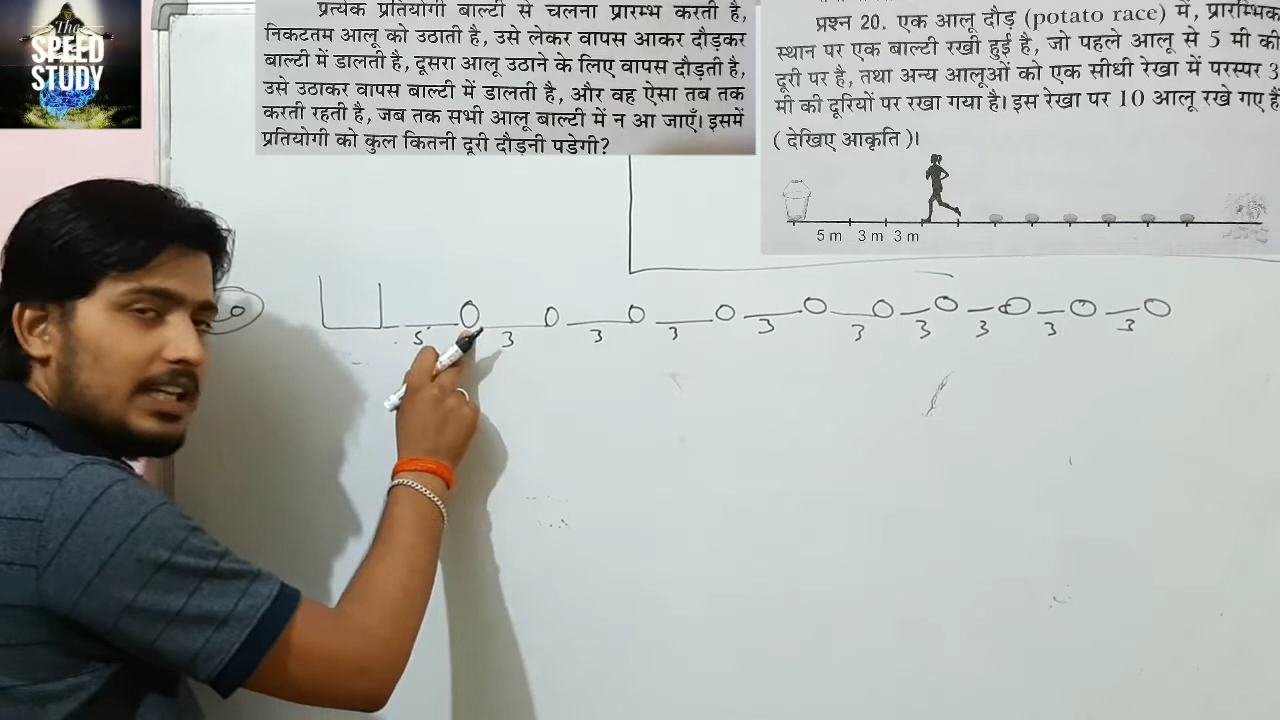 The
SPEED
STUDY
प्रत्येक प्रतियोगी बाल्टी से चलना प्रारम्भ करती है,
निकटतम आलू को उठाती है, उसे लेकर वापस आकर दौड़कर
बाल्टी में डालती है, दूसरा आलू उठाने के लिए वापस दौड़ती है,
उसे उठाकर वापस बाल्टी में डालती है, और वह ऐसा तब तक
करती रहती है, जब तक सभी आलू बाल्टी में न आ जाएँ। इसमें
प्रतियोगी को कुल कितनी दूरी दौड़नी पडेगी?
प्रश्न 20. एक आलू दौड़ (potato race) में, प्रारम्भिक
स्थान पर एक बाल्टी रखी हुई है, जो पहले आलू से 5 मी की
दूरी पर है, तथा अन्य आलूओं को एक सीधी रेखा में परस्पर 3
मी की दूरियों पर रखा गया है। इस रेखा पर 10 आलू रखे गए हैं
( देखिए आकृति )।
5 m 3 m 3 m
5 3 3 3 3 3 3 3 3 3